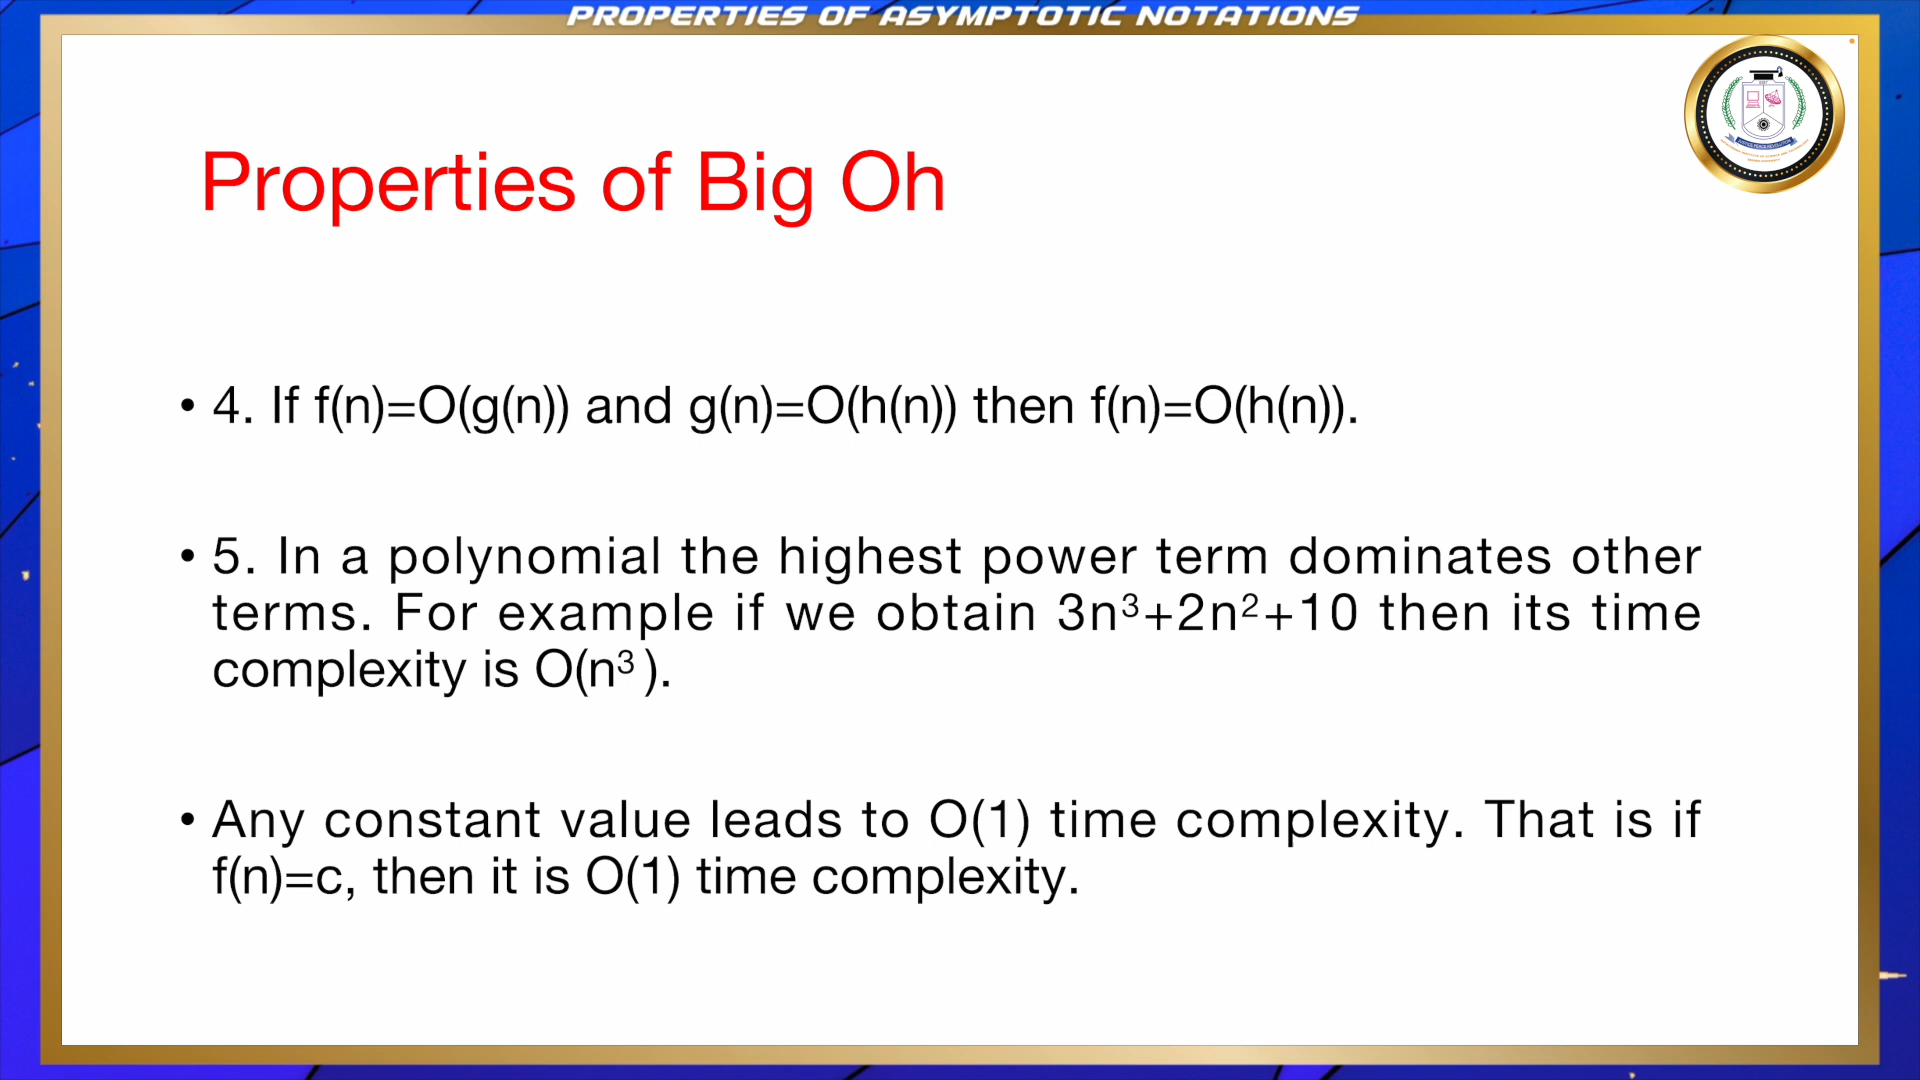 PROPERTIES OF ASYMPTOTIC NOTATIONS
Properties of Big Oh
• 4. If f(n)=O(g(n)) and g(n)=O(h(n)) then f(n)=O(h(n)).
• 5. In a polynomial the highest power term dominates other
terms. For example if we obtain 3n³+2n²+10 then its time
complexity is O(n³ ).
• Any constant value leads to O(1) time complexity. That is if
f(n)=c, then it is O(1) time complexity.